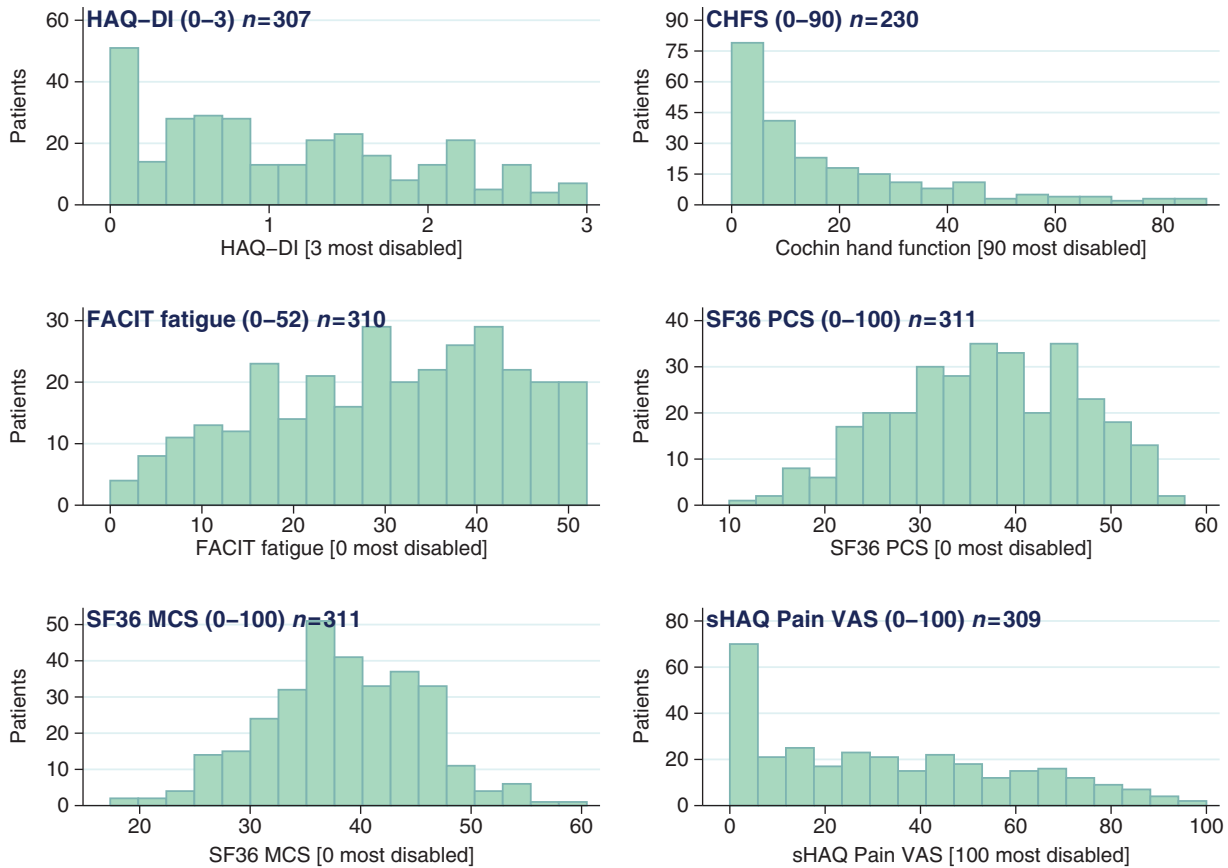 HAQ–DI (0–3) n=307
Patients
60
40
20
0
0 1 2 3
HAQ–DI [3 most disabled]
CHFS (0–90) n=230
Patients
90
75
60
45
30
15
0
0 20 40 60 80
Cochin hand function [90 most disabled]
FACIT fatigue (0–52) n=310
Patients
30
20
10
0
0 10 20 30 40 50
FACIT fatigue [0 most disabled]
SF36 PCS (0–100) n=311
Patients
40
30
20
10
0
10 20 30 40 50 60
SF36 PCS [0 most disabled]
SF36 MCS (0–100) n=311
Patients
50
40
30
20
10
0
20 30 40 50 60
SF36 MCS [0 most disabled]
sHAQ Pain VAS (0–100) n=309
Patients
80
60
40
20
0
0 20 40 60 80 100
sHAQ Pain VAS [100 most disabled]